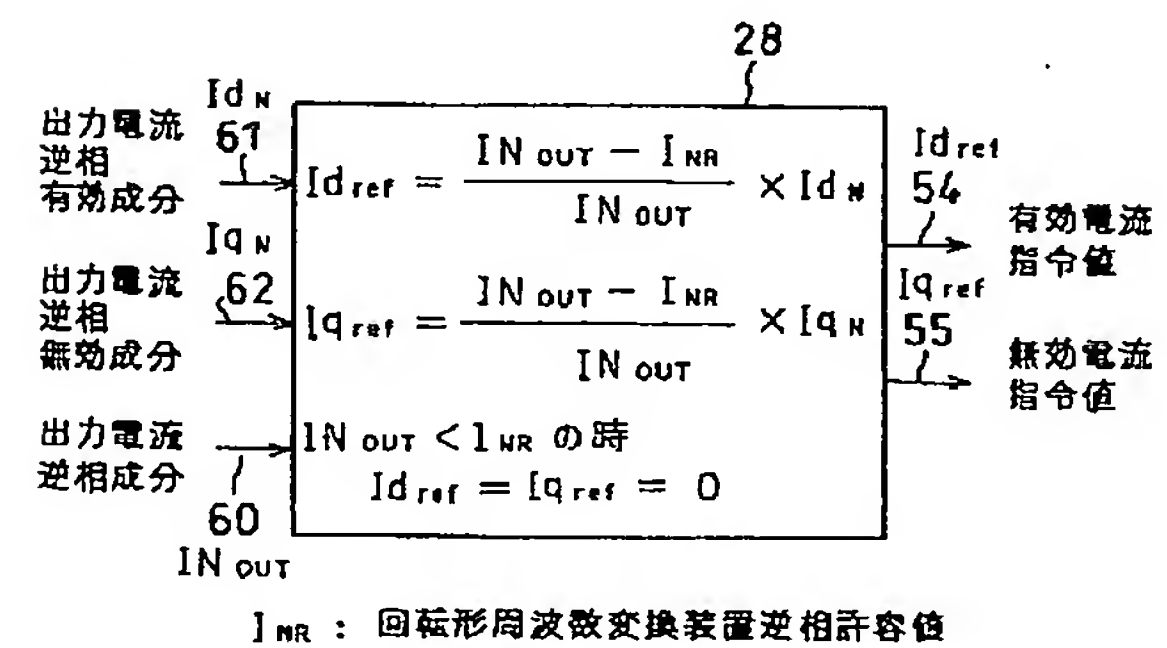 28
Id N
出力電流
逆相
有効成分
61
Id ref = (IN OUT − I NR) / IN OUT × Id N
Id ref
54
有効電流
指令値
Iq N
出力電流
逆相
無効成分
62
Iq ref = (IN OUT − I NR) / IN OUT × Iq N
Iq ref
55
無効電流
指令値
出力電流
逆相成分
60
IN OUT
IN OUT < I NR の時
Id ref = Iq ref = 0
I NR : 回転形周波数変換装置逆相許容値